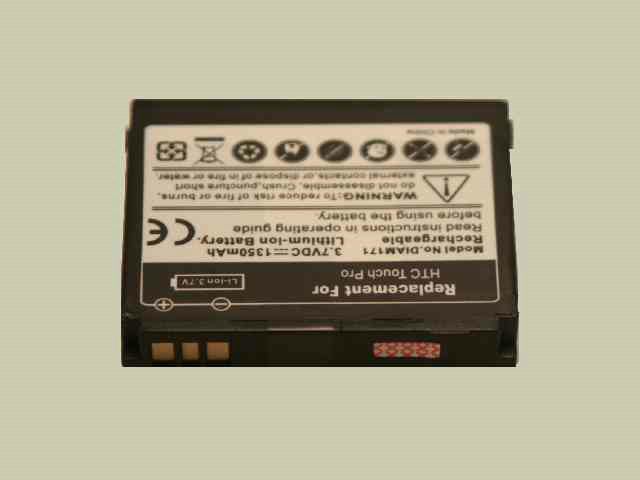 Replacement For
HTC Touch Pro
Li-ion 3.7V
Model No.DIAM171
Rechargeable
3.7VDC 1350mAh
Lithium-Ion Battery.
Read instructions in operating guide
before using the battery.
CE
WARNING:To reduce risk of fire or burns,
do not disassemble, Crush,puncture,short
external contacts,or dispose of in fire or water.
Made in China